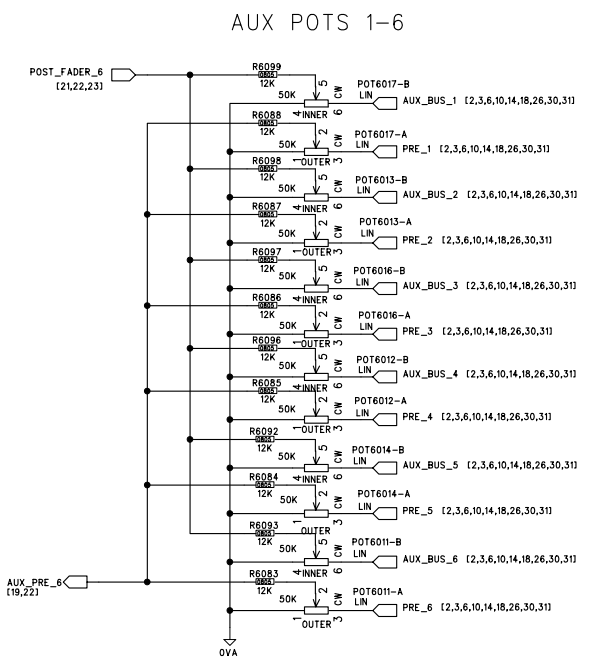 AUX POTS 1-6
POST_FADER_6
[21,22,23]
R6099
0805
12K
50K
5
4
INNER
6
CW
POT6017-B
LIN
AUX_BUS_1 [2,3,6,10,14,18,26,30,31]
R6088
0805
12K
50K
2
1
OUTER
3
CW
POT6017-A
LIN
PRE_1 [2,3,6,10,14,18,26,30,31]
R6098
0805
12K
50K
5
4
INNER
6
CW
POT6013-B
LIN
AUX_BUS_2 [2,3,6,10,14,18,26,30,31]
R6087
0805
12K
50K
2
1
OUTER
3
CW
POT6013-A
LIN
PRE_2 [2,3,6,10,14,18,26,30,31]
R6097
0805
12K
50K
5
4
INNER
6
CW
POT6016-B
LIN
AUX_BUS_3 [2,3,6,10,14,18,26,30,31]
R6086
0805
12K
50K
2
1
OUTER
3
CW
POT6016-A
LIN
PRE_3 [2,3,6,10,14,18,26,30,31]
R6096
0805
12K
50K
5
4
INNER
6
CW
POT6012-B
LIN
AUX_BUS_4 [2,3,6,10,14,18,26,30,31]
R6085
0805
12K
50K
2
1
OUTER
3
CW
POT6012-A
LIN
PRE_4 [2,3,6,10,14,18,26,30,31]
R6092
0805
12K
50K
5
4
INNER
6
CW
POT6014-B
LIN
AUX_BUS_5 [2,3,6,10,14,18,26,30,31]
R6084
0805
12K
50K
2
1
OUTER
3
CW
POT6014-A
LIN
PRE_5 [2,3,6,10,14,18,26,30,31]
R6093
0805
12K
50K
5
4
INNER
6
CW
POT6011-B
LIN
AUX_BUS_6 [2,3,6,10,14,18,26,30,31]
AUX_PRE_6
[19,22]
R6083
0805
12K
50K
2
1
OUTER
3
CW
POT6011-A
LIN
PRE_6 [2,3,6,10,14,18,26,30,31]
0VA